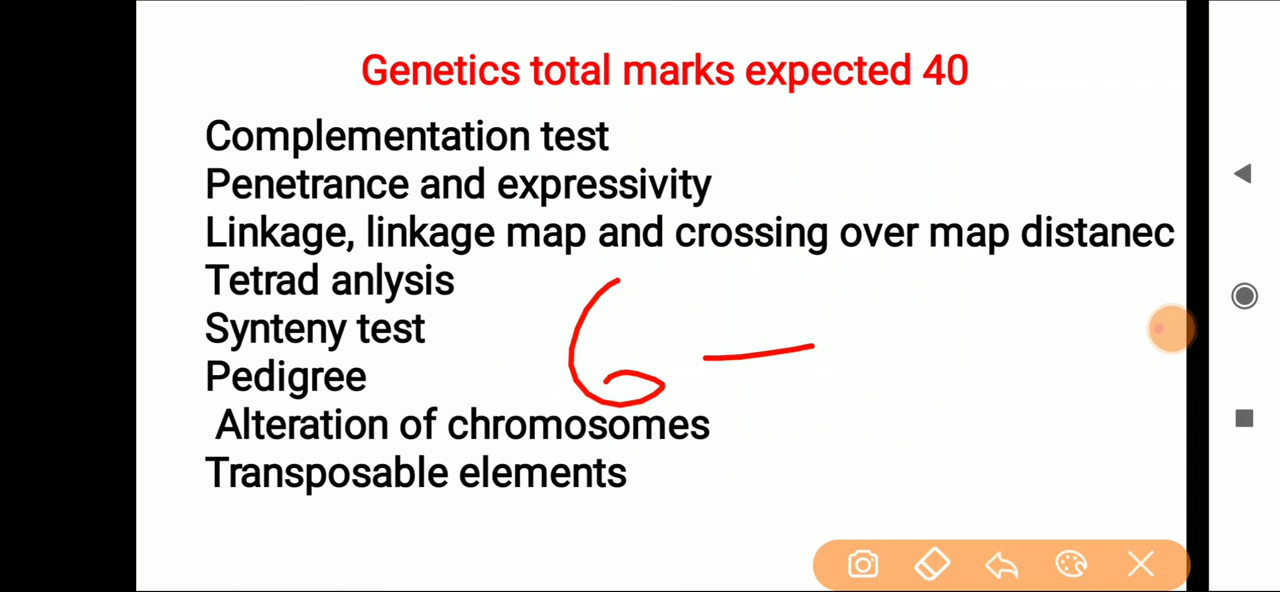 Genetics total marks expected 40
Complementation test
Penetrance and expressivity
Linkage, linkage map and crossing over map distanec
Tetrad anlysis
Synteny test
6 —
Pedigree
Alteration of chromosomes
Transposable elements